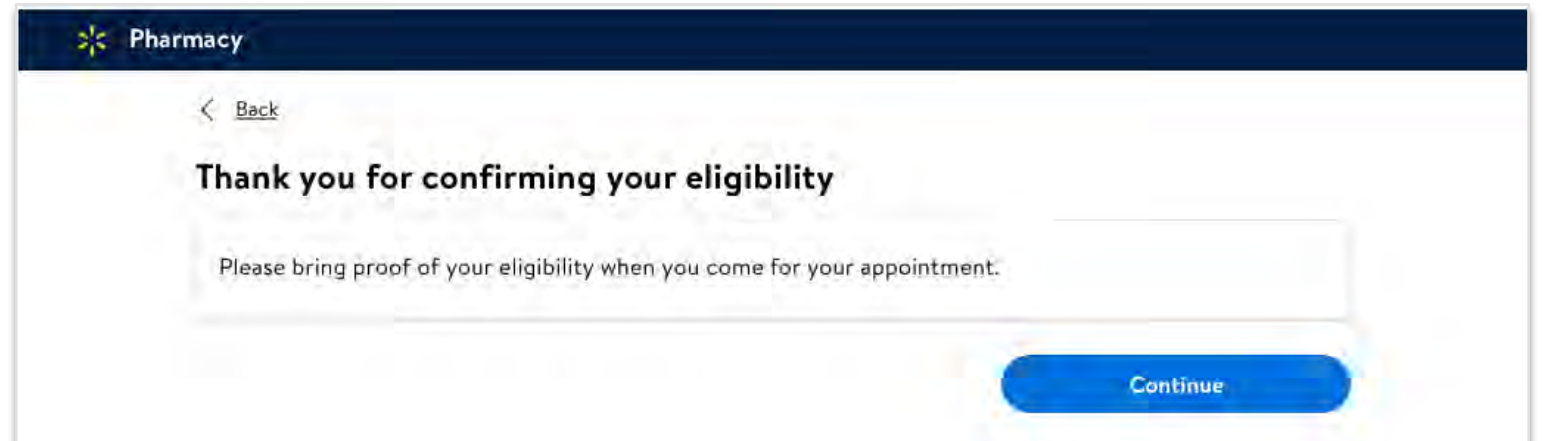 Pharmacy
Back
Thank you for confirming your eligibility
Please bring proof of your eligibility when you come for your appointment.
Continue